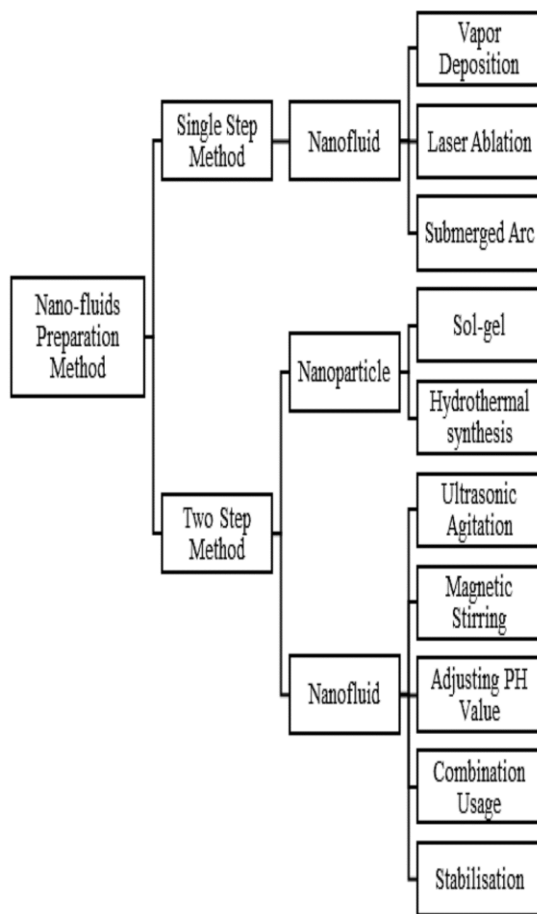 Nano-fluids
Preparation
Method
Single Step
Method
Nanofluid
Vapor
Deposition
Laser Ablation
Submerged Arc
Two Step
Method
Nanoparticle
Sol-gel
Hydrothermal
synthesis
Nanofluid
Ultrasonic
Agitation
Magnetic
Stirring
Adjusting PH
Value
Combination
Usage
Stabilisation